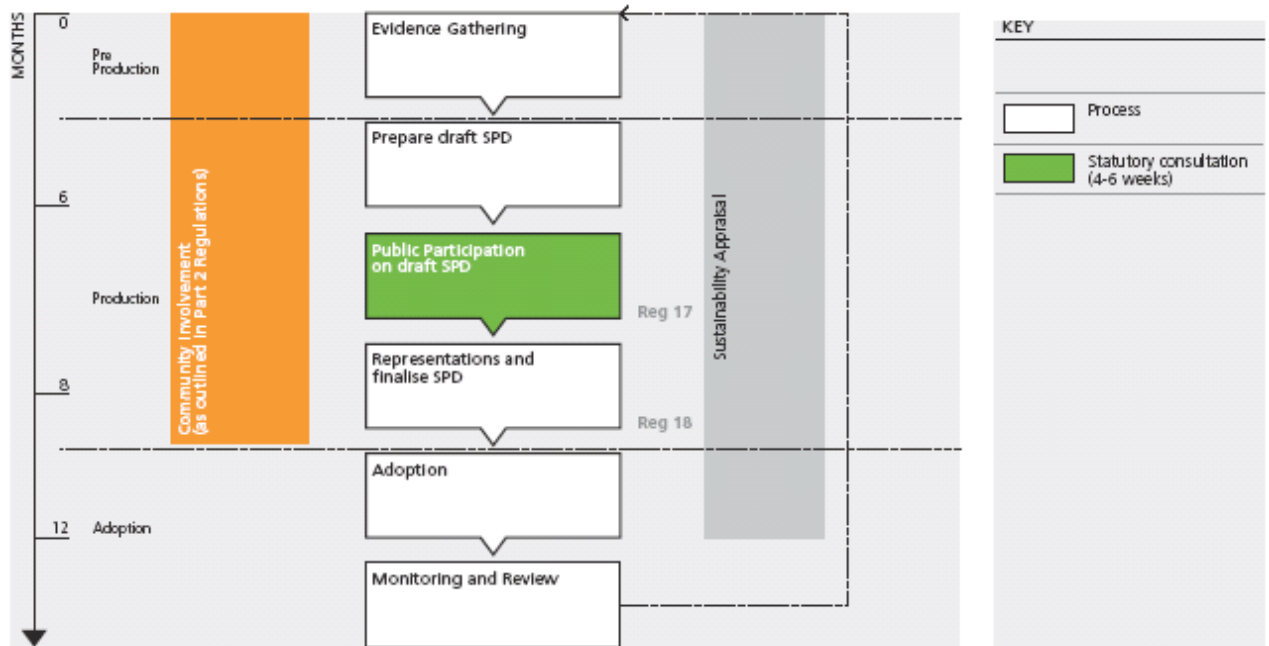 MONTHS
0
Pre
Production
6
Production
8
12
Adoption
Community Involvement
(as outlined in Part 2 Regulations)
Evidence Gathering
Prepare draft SPD
Public Participation
on draft SPD
Reg 17
Representations and
finalise SPD
Reg 18
Adoption
Monitoring and Review
Sustainability Appraisal
KEY
Process
Statutory consultation
(4-6 weeks)